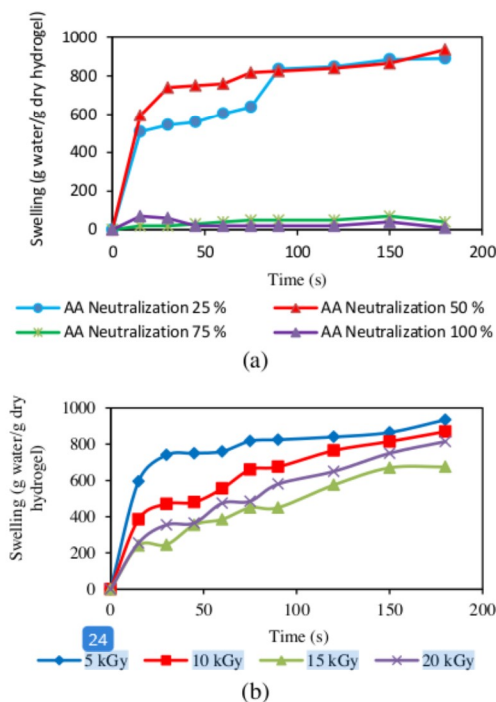 (a)
1000
800
600
400
200
0
Swelling (g water/g dry hydrogel)
0 50 100 150 200
Time (s)
AA Neutralization 25 % AA Neutralization 50 %
AA Neutralization 75 % AA Neutralization 100 %
(a)
1000
800
600
400
200
0
Swelling (g water/g dry
hydrogel)
0 50 100 150 200
24
Time (s)
5 kGy 10 kGy 15 kGy 20 kGy
(b)